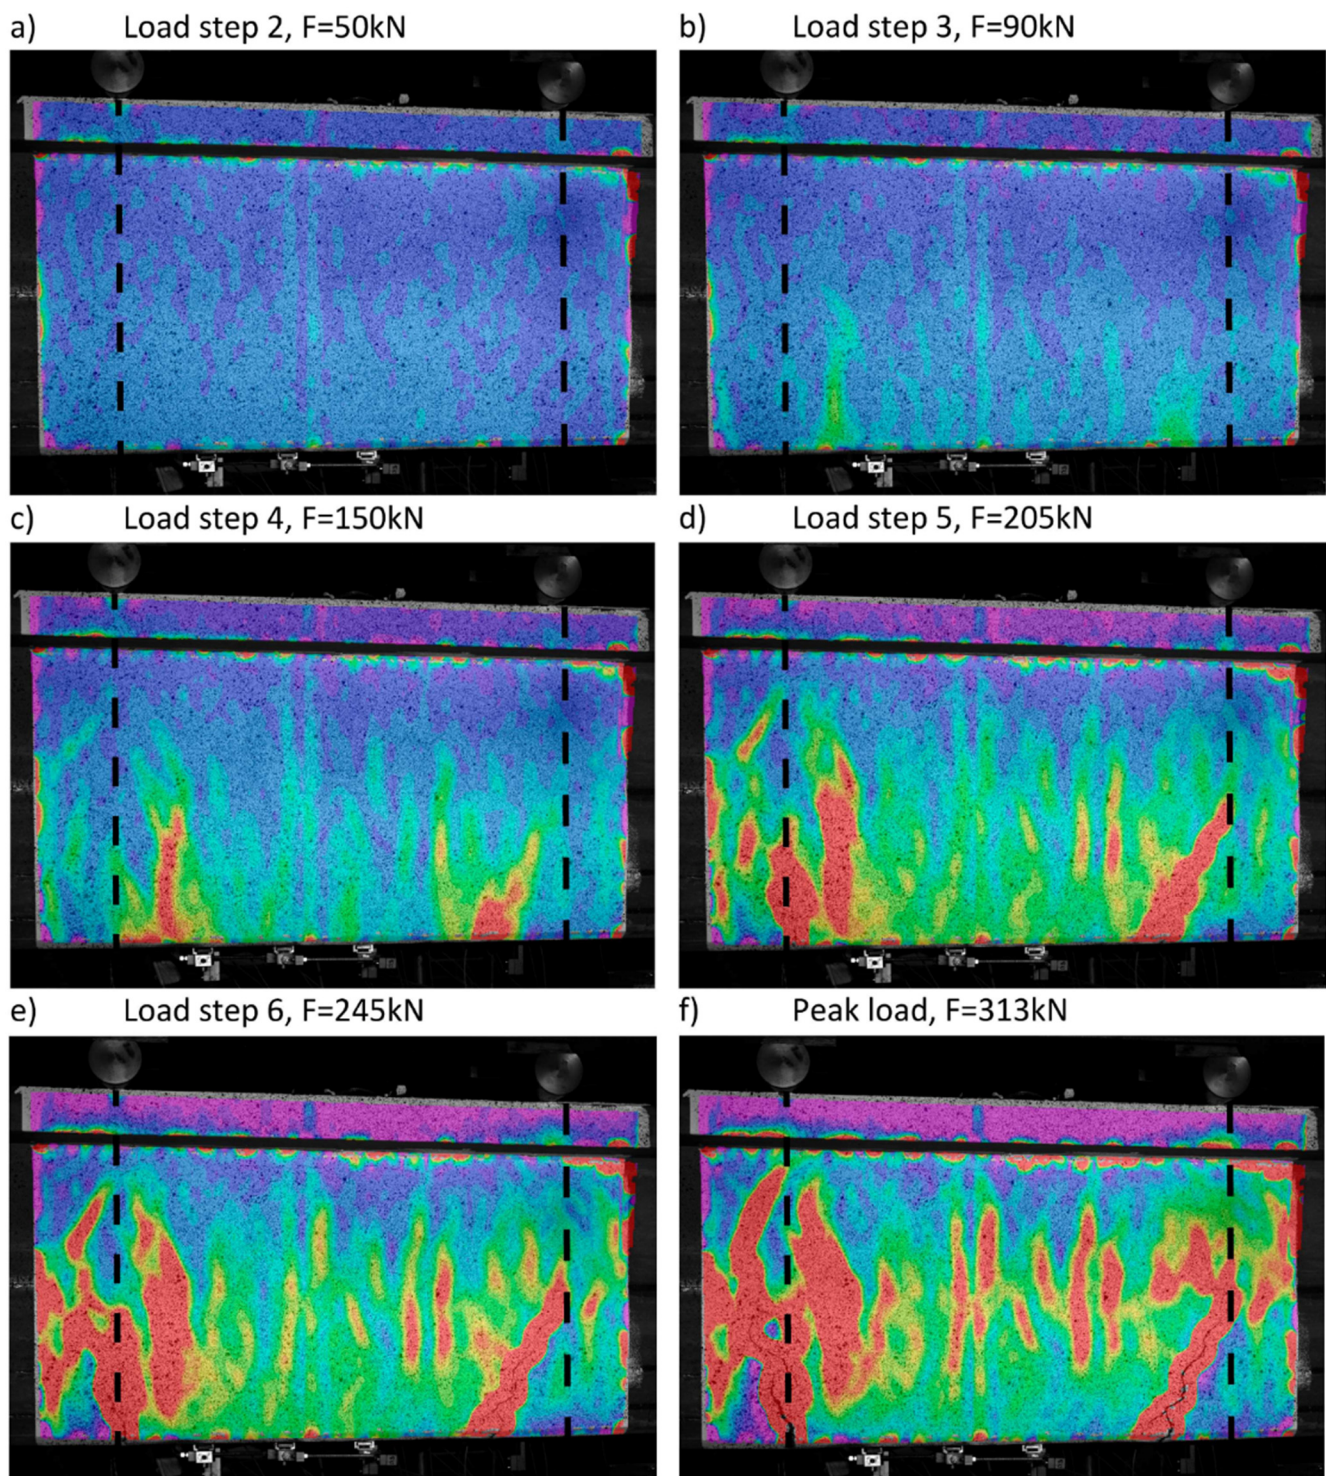 a) Load step 2, F=50kN
b) Load step 3, F=90kN
c) Load step 4, F=150kN
d) Load step 5, F=205kN
e) Load step 6, F=245kN
f) Peak load, F=313kN